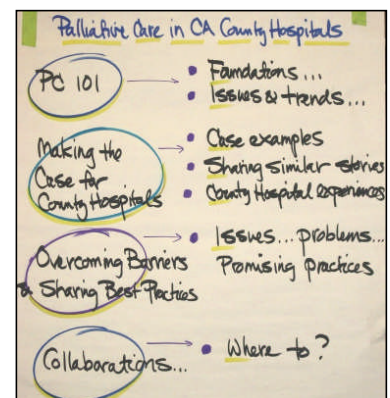 Palliative Care in CA County Hospitals
PC 101
• Foundations...
• Issues & trends...
Making the
Case for
County Hospitals
• Case examples
• Sharing similar stories
• County Hospital experiences
Overcoming Barriers
& Sharing Best Practices
• Issues... problems...
Promising practices
Collaborations...
• Where to?